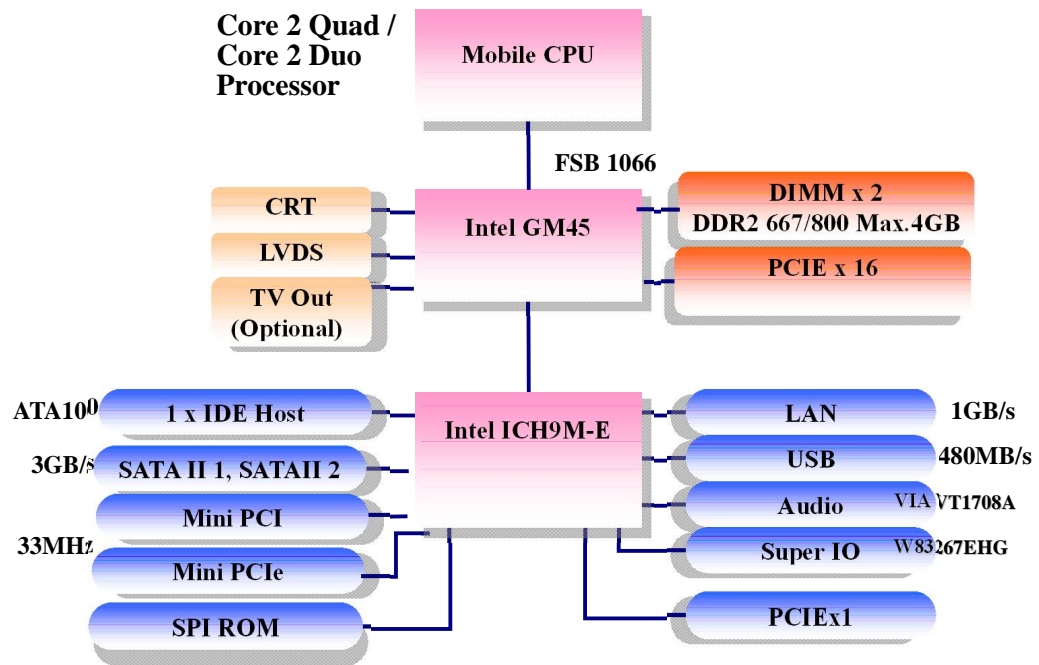 Core 2 Quad /
Core 2 Duo
Processor
Mobile CPU
FSB 1066
CRT
LVDS
TV Out
(Optional)
Intel GM45
DIMM x 2
DDR2 667/800 Max.4GB
PCIE x 16
ATA100
1 x IDE Host
3GB/s
SATA II 1, SATAII 2
Mini PCI
33MHz
Mini PCIe
SPI ROM
Intel ICH9M-E
LAN
1GB/s
USB
480MB/s
Audio
VIA VT1708A
Super IO
W83267EHG
PCIEx1